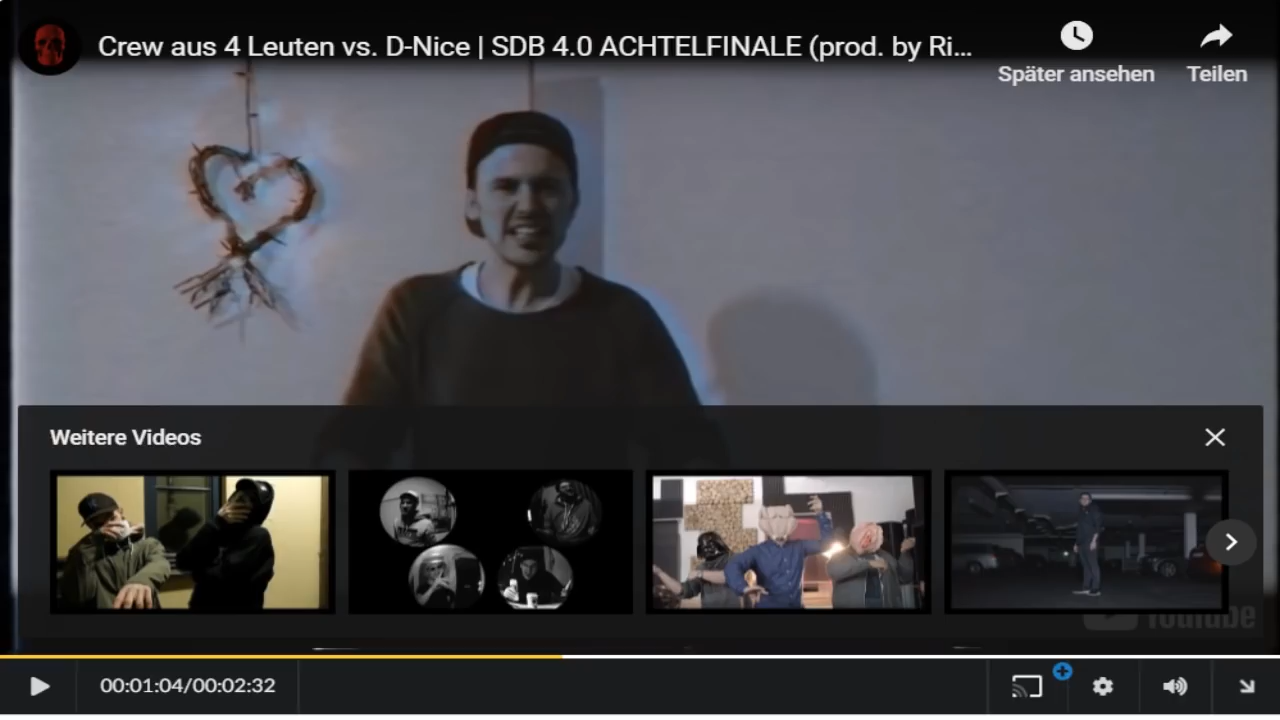 Crew aus 4 Leuten vs. D-Nice | SDB 4.0 ACHTELFINALE (prod. by Ri...
Später ansehen
Teilen
Weitere Videos
YouTube
00:01:04/00:02:32